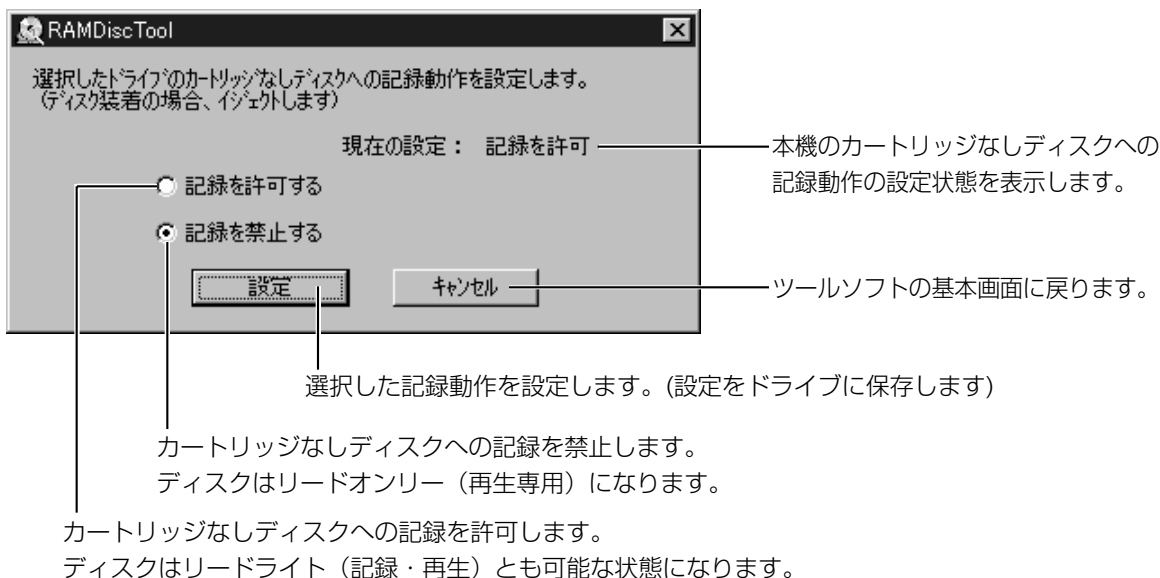 RAMDiscTool
選択したﾄﾞﾗｲﾌﾞのｶｰﾄﾘｯｼﾞなしﾃﾞｨｽｸへの記録動作を設定します。
(ﾃﾞｨｽｸ装着の場合、ｲｼﾞｪｸﾄします)
現在の設定： 記録を許可
本機のカートリッジなしディスクへの
記録動作の設定状態を表示します。
記録を許可する
記録を禁止する
設定
ｷｬﾝｾﾙ
ツールソフトの基本画面に戻ります。
選択した記録動作を設定します。(設定をドライブに保存します)
カートリッジなしディスクへの記録を禁止します。
ディスクはリードオンリー（再生専用）になります。
カートリッジなしディスクへの記録を許可します。
ディスクはリードライト（記録・再生）とも可能な状態になります。